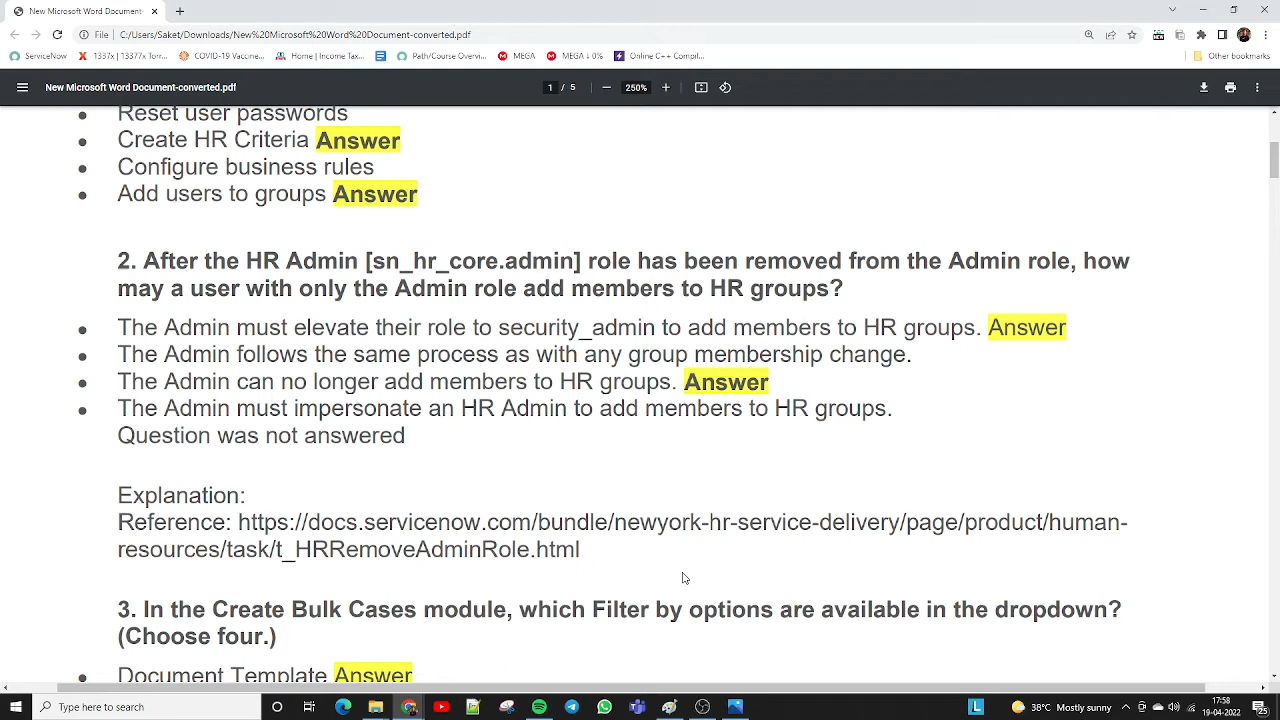 New Microsoft Word Document-
File
C:/Users/Saket/Downloads/New%20Microsoft%20Word%20Document-converted.pdf
ServiceNow
1337x | 13377x Torr...
COVID-19 Vaccine...
Home | Income Tax...
Path/Course Overvi...
MEGA
MEGA ↓ 0%
Online C++ Compil...
Other bookmarks
New Microsoft Word Document-converted.pdf
1 / 5
250%
Reset user passwords
Create HR Criteria Answer
Configure business rules
Add users to groups Answer
2. After the HR Admin [sn_hr_core.admin] role has been removed from the Admin role, how
may a user with only the Admin role add members to HR groups?
The Admin must elevate their role to security_admin to add members to HR groups. Answer
The Admin follows the same process as with any group membership change.
The Admin can no longer add members to HR groups. Answer
The Admin must impersonate an HR Admin to add members to HR groups.
Question was not answered
Explanation:
Reference: https://docs.servicenow.com/bundle/newyork-hr-service-delivery/page/product/human-
resources/task/t_HRRemoveAdminRole.html
3. In the Create Bulk Cases module, which Filter by options are available in the dropdown?
(Choose four.)
Document Template Answer
Type here to search
L
38°C Mostly sunny
ENG
17:58
19-04-2022